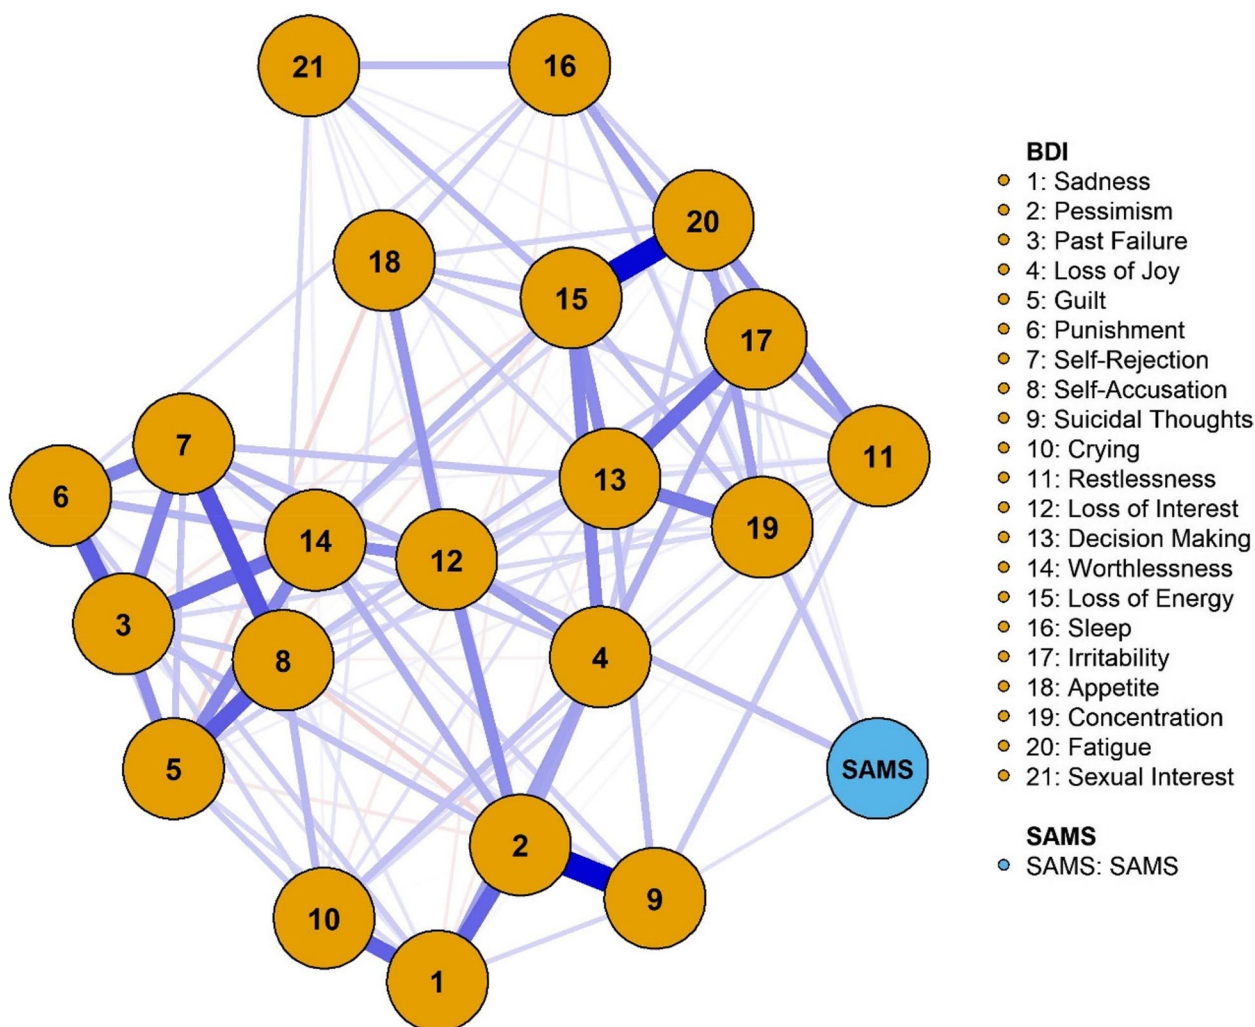 21
16
20
18
15
17
7
11
6
13
14
19
12
3
8
4
5
SAMS
2
9
10
1
BDI
1: Sadness
2: Pessimism
3: Past Failure
4: Loss of Joy
5: Guilt
6: Punishment
7: Self-Rejection
8: Self-Accusation
9: Suicidal Thoughts
10: Crying
11: Restlessness
12: Loss of Interest
13: Decision Making
14: Worthlessness
15: Loss of Energy
16: Sleep
17: Irritability
18: Appetite
19: Concentration
20: Fatigue
21: Sexual Interest
SAMS
SAMS: SAMS